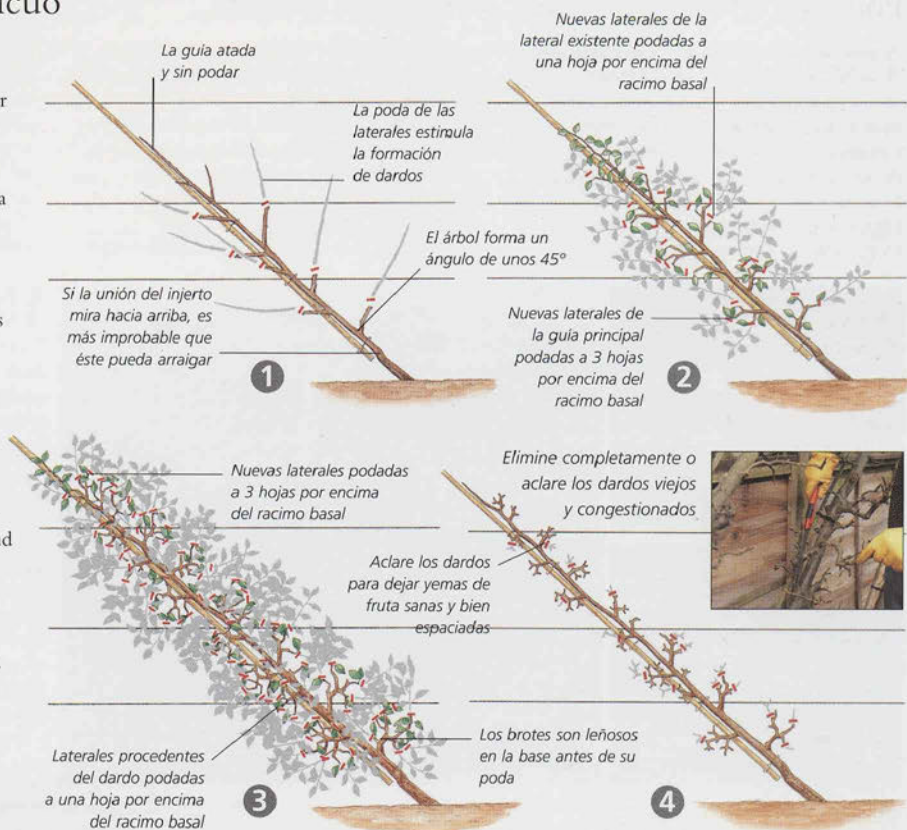 La guía atada
y sin podar
La poda de las
laterales estimula
la formación
de dardos
El árbol forma un
ángulo de unos 45º
Si la unión del injerto
mira hacia arriba, es
más improbable que
éste pueda arraigar
1
Nuevas laterales de la
lateral existente podadas a
una hoja por encima del
racimo basal
Nuevas laterales de
la guía principal
podadas a 3 hojas
por encima del
racimo basal
2
Nuevas laterales podadas
a 3 hojas por encima
del racimo basal
Laterales procedentes
del dardo podadas
a una hoja por encima
del racimo basal
3
Los brotes son leñosos
en la base antes de su
poda
Elimine completamente o
aclare los dardos viejos
y congestionados
Aclare los dardos
para dejar yemas de
fruta sanas y bien
espaciadas
4